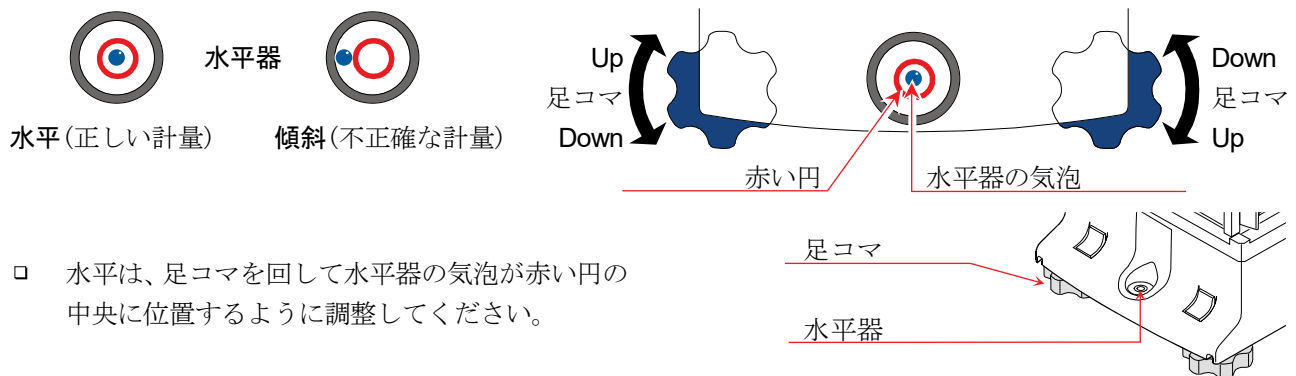 水平器
水平(正しい計量)
傾斜(不正確な計量)
Up
足コマ
Down
Down
足コマ
Up
赤い円
水平器の気泡
水平は、足コマを回して水平器の気泡が赤い円の
中央に位置するように調整してください。
足コマ
水平器